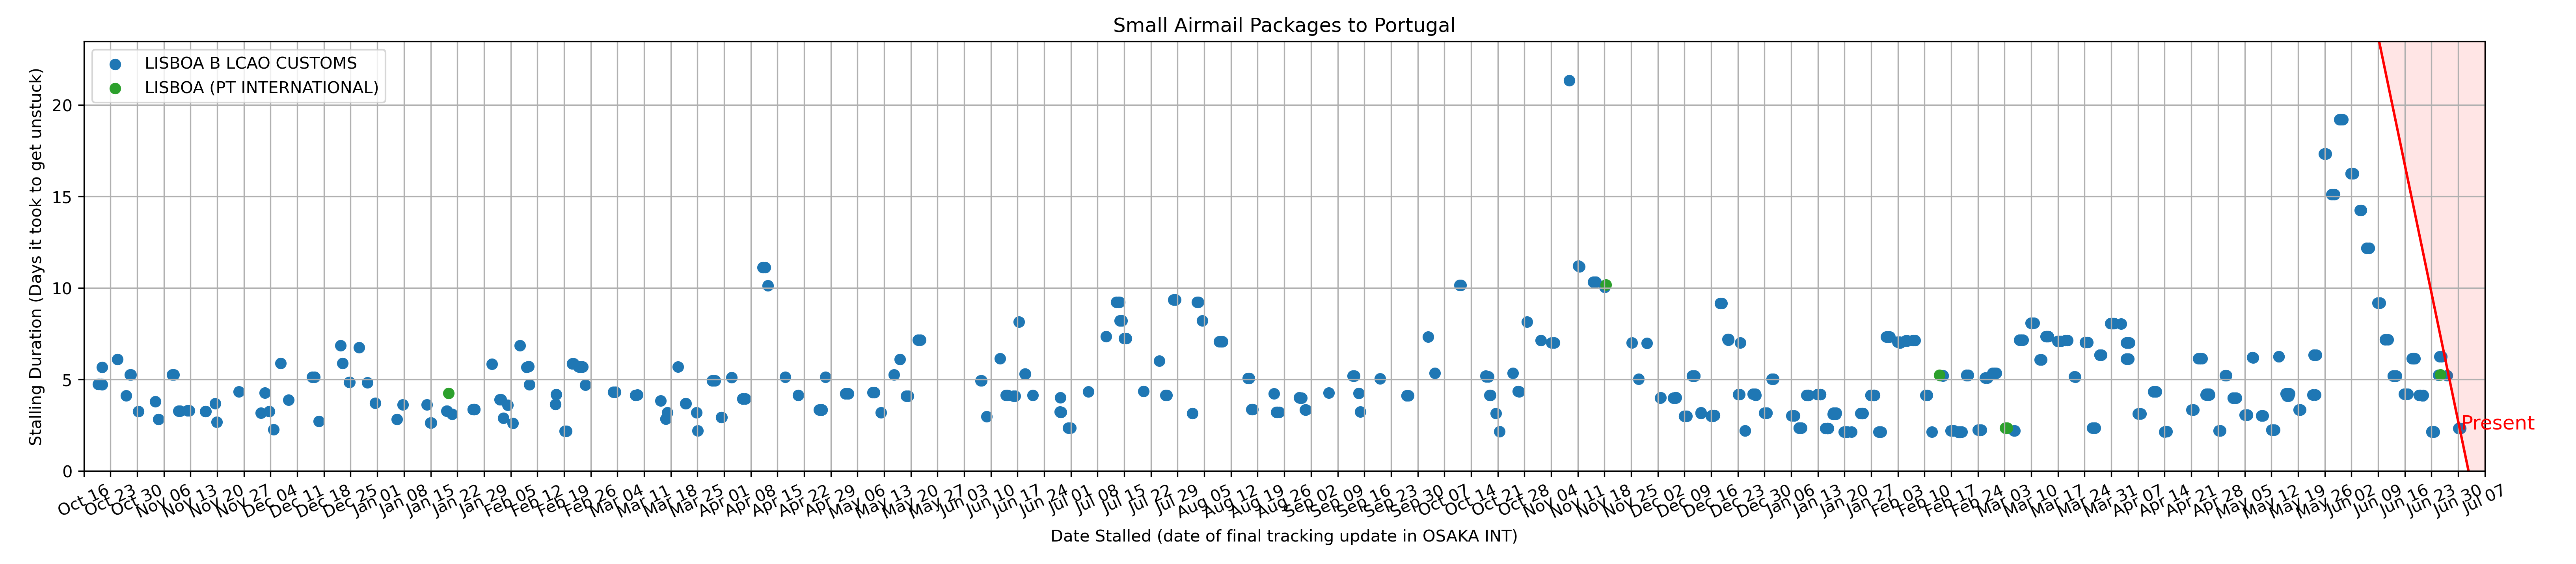 Small Airmail Packages to Portugal
LISBOA B LCAO CUSTOMS
LISBOA (PT INTERNATIONAL)
Stalling Duration (Days it took to get unstuck)
20
15
10
5
0
Present
Oct 16
Oct 23
Oct 30
Nov 06
Nov 13
Nov 20
Nov 27
Dec 04
Dec 11
Dec 18
Dec 25
Jan 01
Jan 08
Jan 15
Jan 22
Jan 29
Feb 05
Feb 12
Feb 19
Feb 26
Mar 04
Mar 11
Mar 18
Mar 25
Apr 01
Apr 08
Apr 15
Apr 22
Apr 29
May 06
May 13
May 20
May 27
Jun 03
Jun 10
Jun 17
Jun 24
Jul 01
Jul 08
Jul 15
Jul 22
Jul 29
Aug 05
Aug 12
Aug 19
Aug 26
Sep 02
Sep 09
Sep 16
Sep 23
Sep 30
Oct 07
Oct 14
Oct 21
Oct 28
Nov 04
Nov 11
Nov 18
Nov 25
Dec 02
Dec 09
Dec 16
Dec 23
Dec 30
Jan 06
Jan 13
Jan 20
Jan 27
Feb 03
Feb 10
Feb 17
Feb 24
Mar 03
Mar 10
Mar 17
Mar 24
Mar 31
Apr 07
Apr 14
Apr 21
Apr 28
May 05
May 12
May 19
May 26
Jun 02
Jun 09
Jun 16
Jun 23
Jun 30
Jul 07
Date Stalled (date of final tracking update in OSAKA INT)